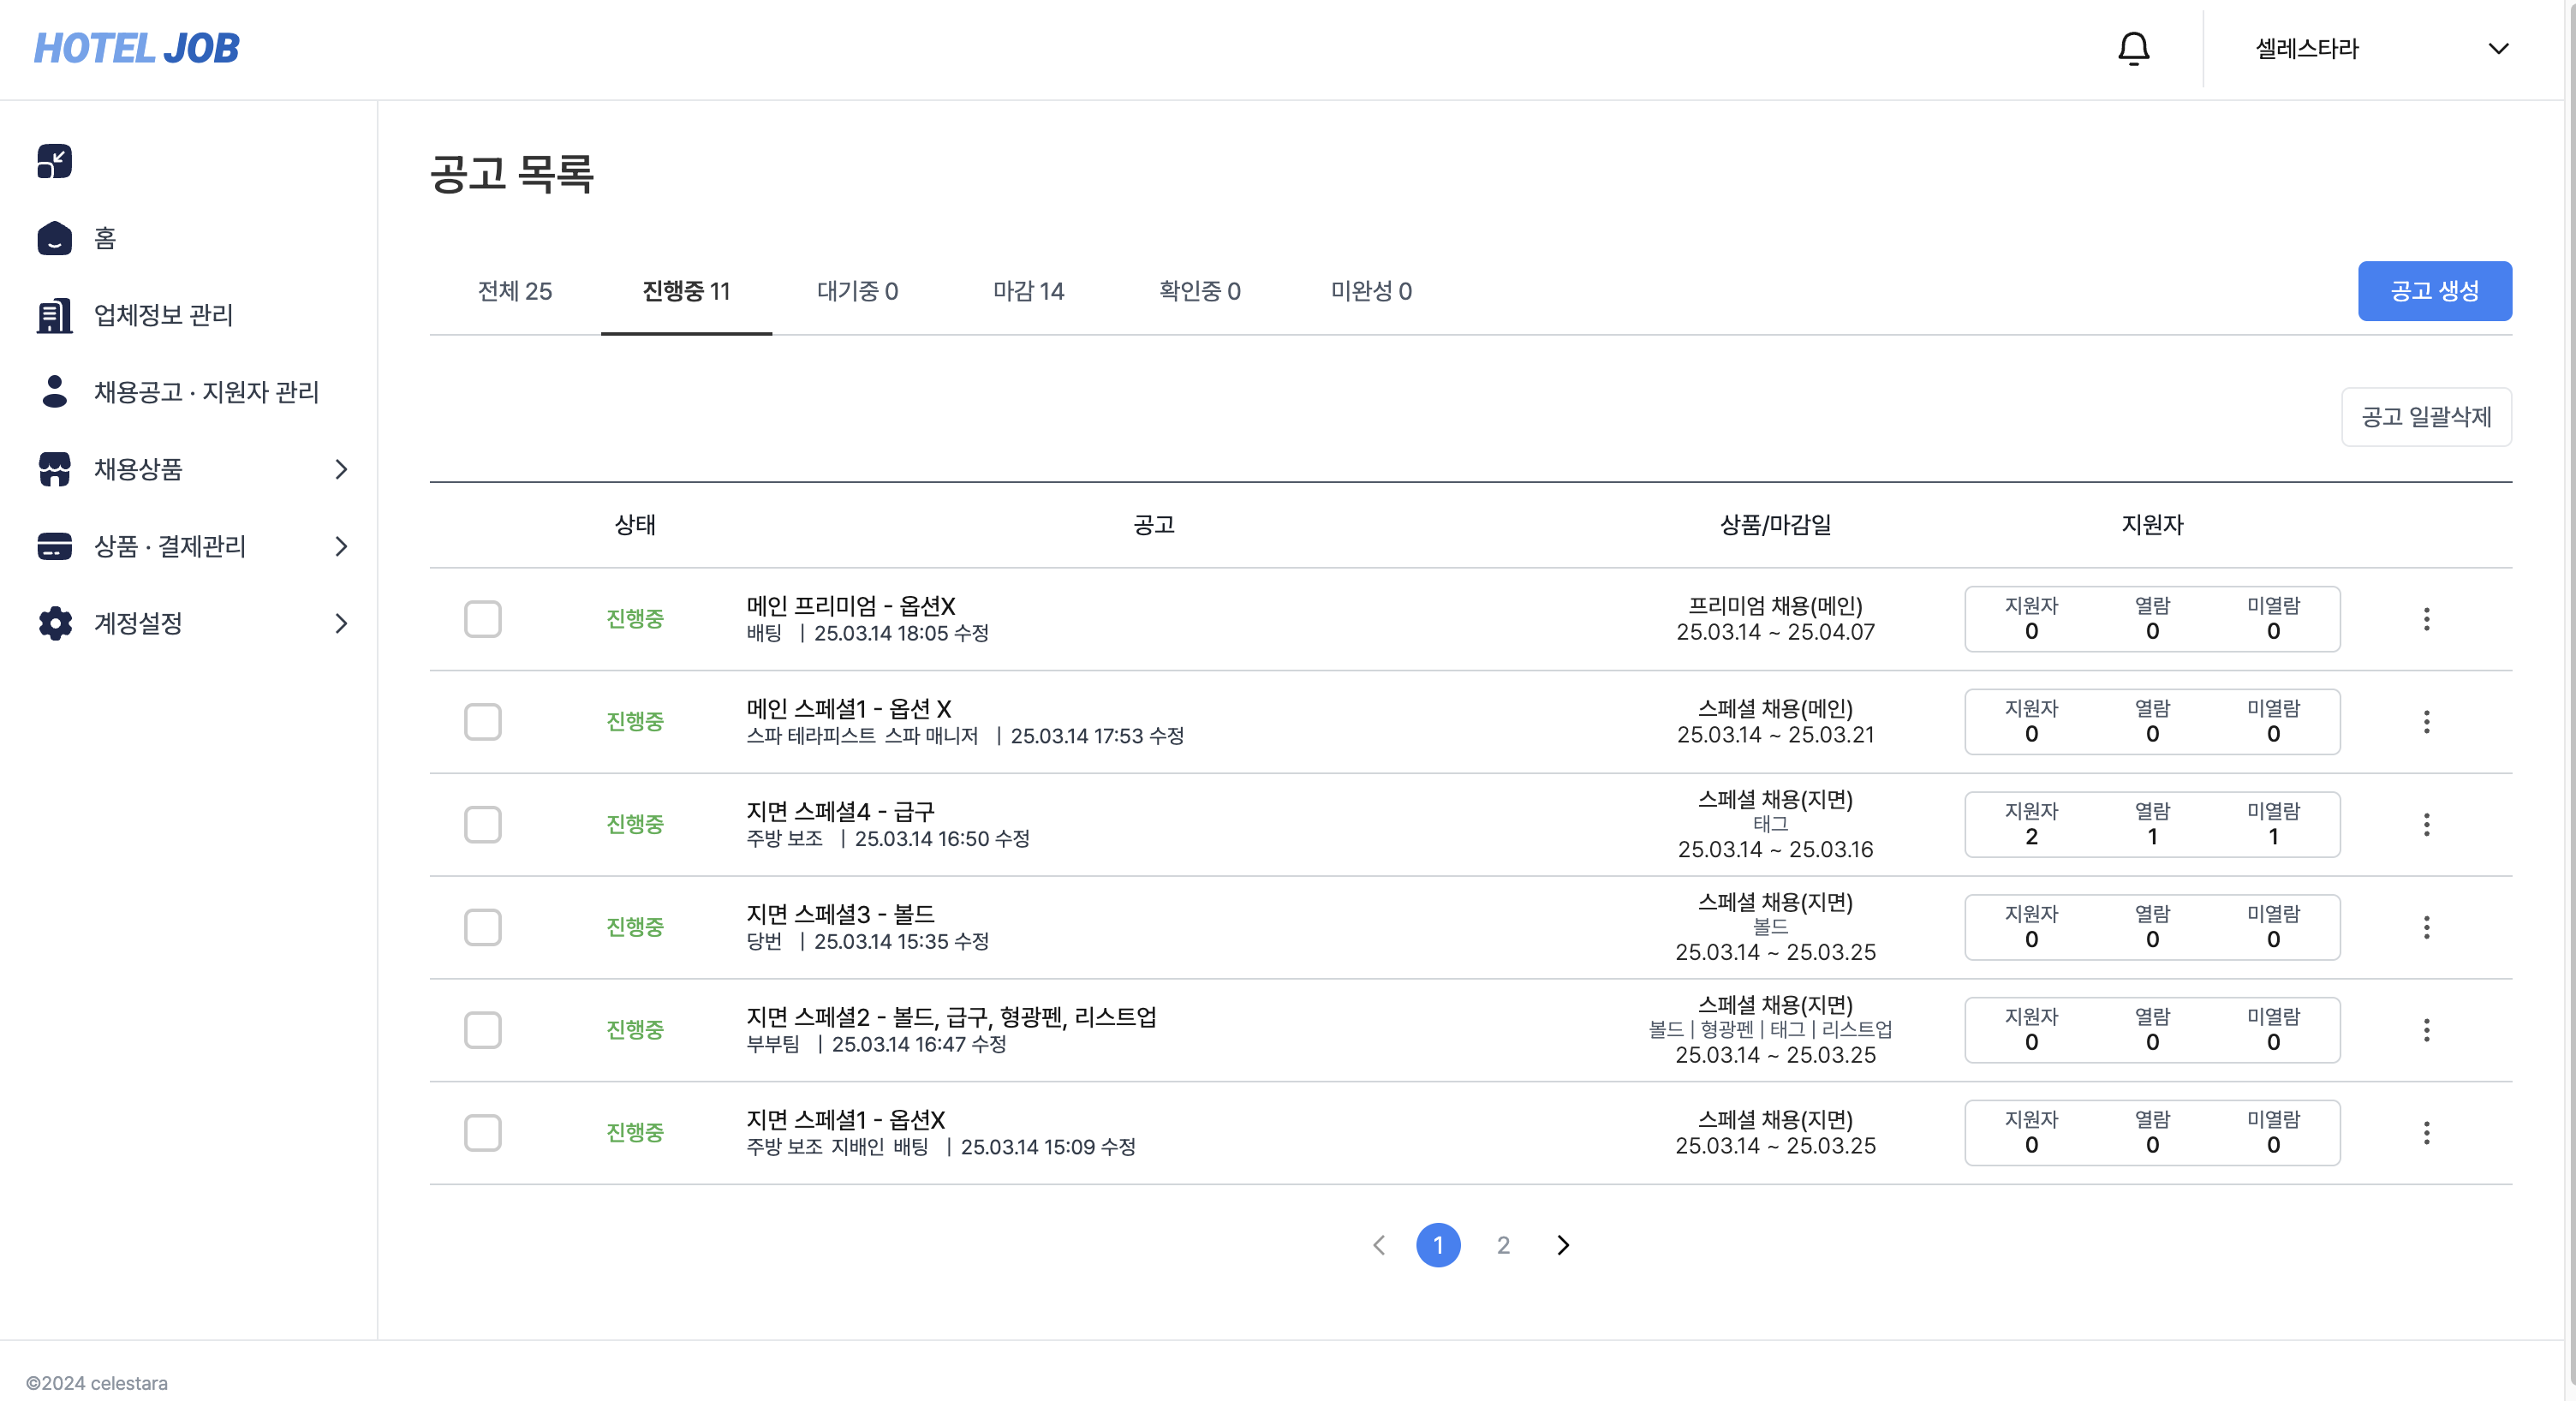 HOTEL JOB
셀레스타라
홈
업체정보 관리
채용공고 · 지원자 관리
채용상품
상품 · 결제관리
계정설정
공고 목록
전체 25 진행중 11 대기중 0 마감 14 확인중 0 미완성 0
공고 생성
공고 일괄삭제
상태 공고 상품/마감일 지원자
진행중
메인 프리미엄 - 옵션X
배팅 | 25.03.14 18:05 수정
프리미엄 채용(메인)
25.03.14 ~ 25.04.07
지원자 열람 미열람
0 0 0
진행중
메인 스페셜1 - 옵션 X
스파 테라피스트 스파 매니저 | 25.03.14 17:53 수정
스페셜 채용(메인)
25.03.14 ~ 25.03.21
지원자 열람 미열람
0 0 0
진행중
지면 스페셜4 - 급구
주방 보조 | 25.03.14 16:50 수정
스페셜 채용(지면)
태그
25.03.14 ~ 25.03.16
지원자 열람 미열람
2 1 1
진행중
지면 스페셜3 - 볼드
당번 | 25.03.14 15:35 수정
스페셜 채용(지면)
볼드
25.03.14 ~ 25.03.25
지원자 열람 미열람
0 0 0
진행중
지면 스페셜2 - 볼드, 급구, 형광펜, 리스트업
부부팀 | 25.03.14 16:47 수정
스페셜 채용(지면)
볼드 | 형광펜 | 태그 | 리스트업
25.03.14 ~ 25.03.25
지원자 열람 미열람
0 0 0
진행중
지면 스페셜1 - 옵션X
주방 보조 지배인 배팅 | 25.03.14 15:09 수정
스페셜 채용(지면)
25.03.14 ~ 25.03.25
지원자 열람 미열람
0 0 0
1 2
©2024 celestara